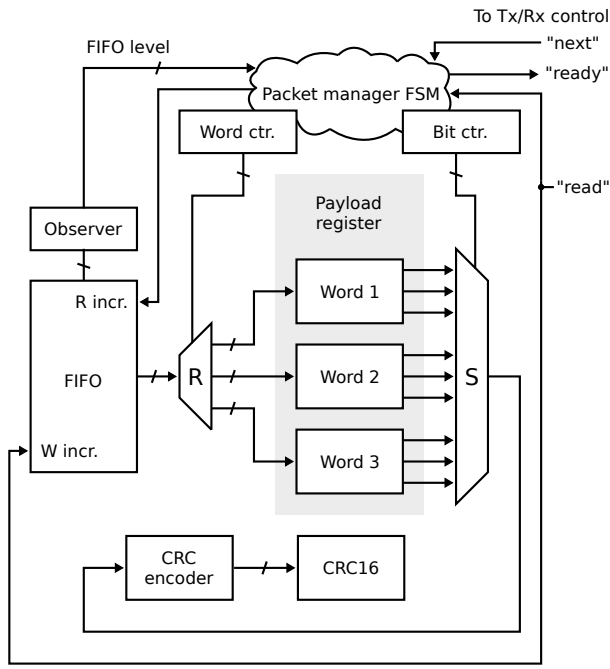 To Tx/Rx control
FIFO level
"next"
"ready"
Packet manager FSM
Word ctr.
Bit ctr.
"read"
Payload
register
Observer
R incr.
Word 1
FIFO
R
Word 2
S
W incr.
Word 3
CRC
encoder
CRC16